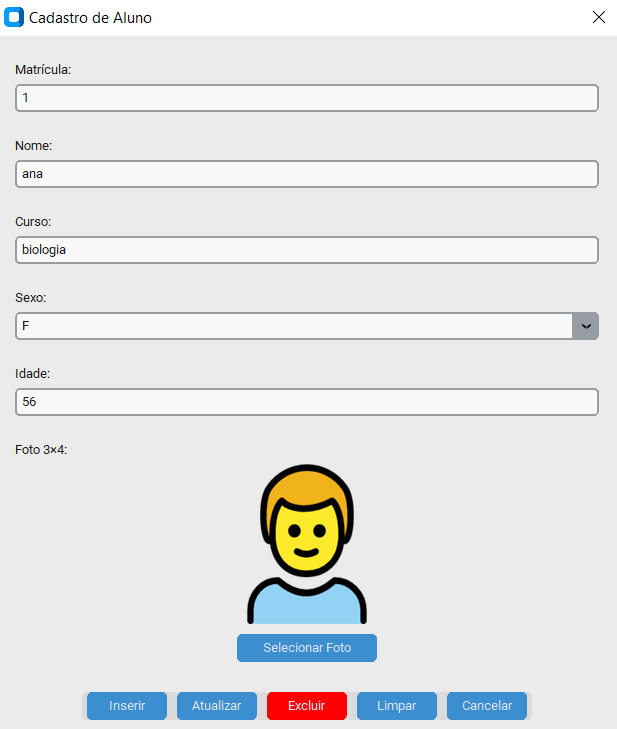 Cadastro de Aluno
Matrícula:
1
Nome:
ana
Curso:
biologia
Sexo:
F
Idade:
56
Foto 3×4:
Selecionar Foto
Inserir Atualizar Excluir Limpar Cancelar